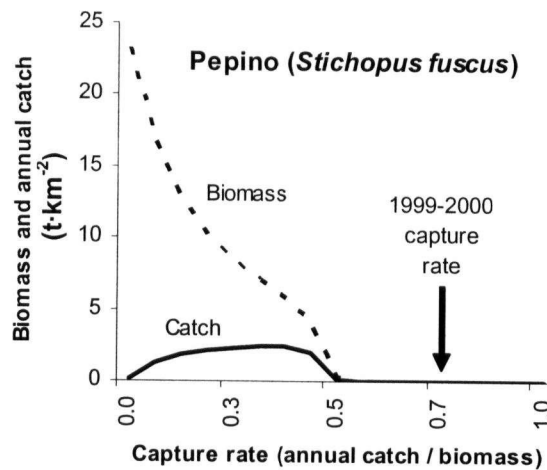 Pepino (Stichopus fuscus)
Biomass and annual catch
(t·km⁻²)
25
20
15
10
5
0
Biomass
Catch
1999-2000
capture
rate
0.0
0.3
0.5
0.7
1.0
Capture rate (annual catch / biomass)